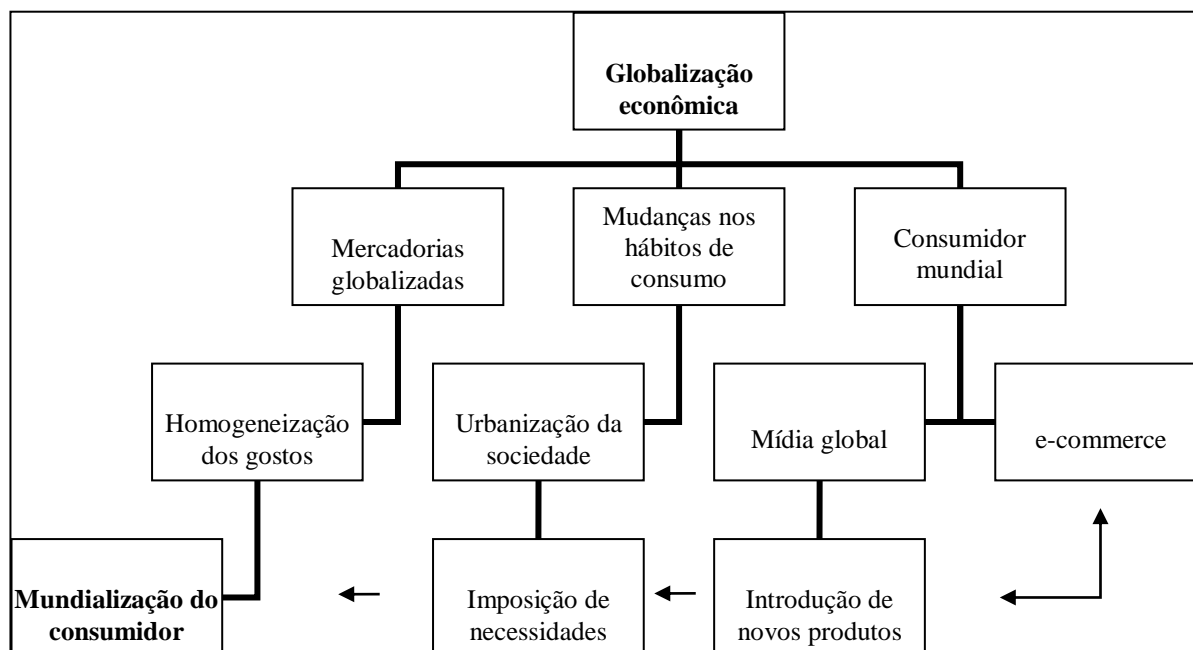 Globalização
econômica
Mercadorias
globalizadas
Mudanças nos
hábitos de
consumo
Consumidor
mundial
Homogeneização
dos gostos
Urbanização da
sociedade
Mídia global
e-commerce
Mundialização do
consumidor
Imposição de
necessidades
Introdução de
novos produtos